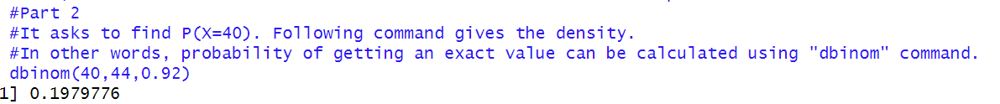 #Part 2
#It asks to find P(X=40). Following command gives the density.
#In other words, probability of getting an exact value can be calculated using "dbinom" command.
dbinom(40,44,0.92)
1] 0.1979776